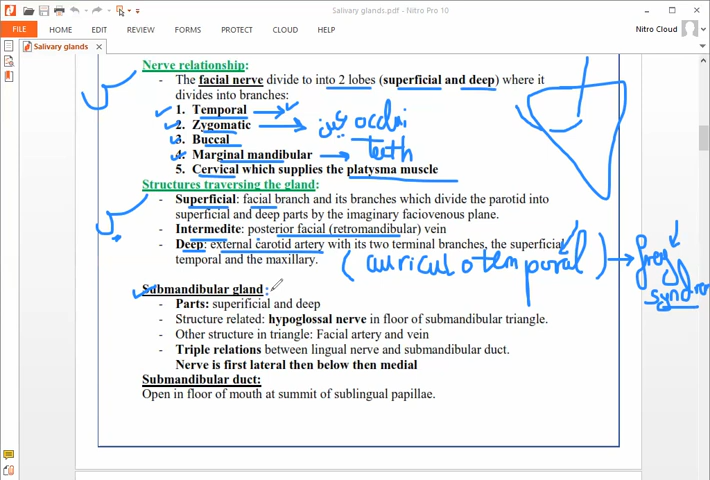 Salivary glands.pdf - Nitro Pro 10
FILE HOME EDIT REVIEW FORMS PROTECT CLOUD HELP Nitro Cloud
Salivary glands
Nerve relationship:
- The facial nerve divide to into 2 lobes (superficial and deep) where it
divides into branches:
1. Temporal
2. Zygomatic
3. Buccal
4. Marginal mandibular
teeth
5. Cervical which supplies the platysma muscle
Structures traversing the gland:
- Superficial: facial branch and its branches which divide the parotid into
superficial and deep parts by the imaginary faciovenous plane.
- Intermedite: posterior facial (retromandibular) vein
- Deep: external carotid artery with its two terminal branches, the superficial
temporal and the maxillary.
(auriculotemporal)
Submandibular gland:
- Parts: superificial and deep
- Structure related: hypoglossal nerve in floor of submandibular triangle.
- Other structure in triangle: Facial artery and vein
- Triple relations between lingual nerve and submandibular duct.
Nerve is first lateral then below then medial
Submandibular duct:
Open in floor of mouth at summit of sublingual papillae.